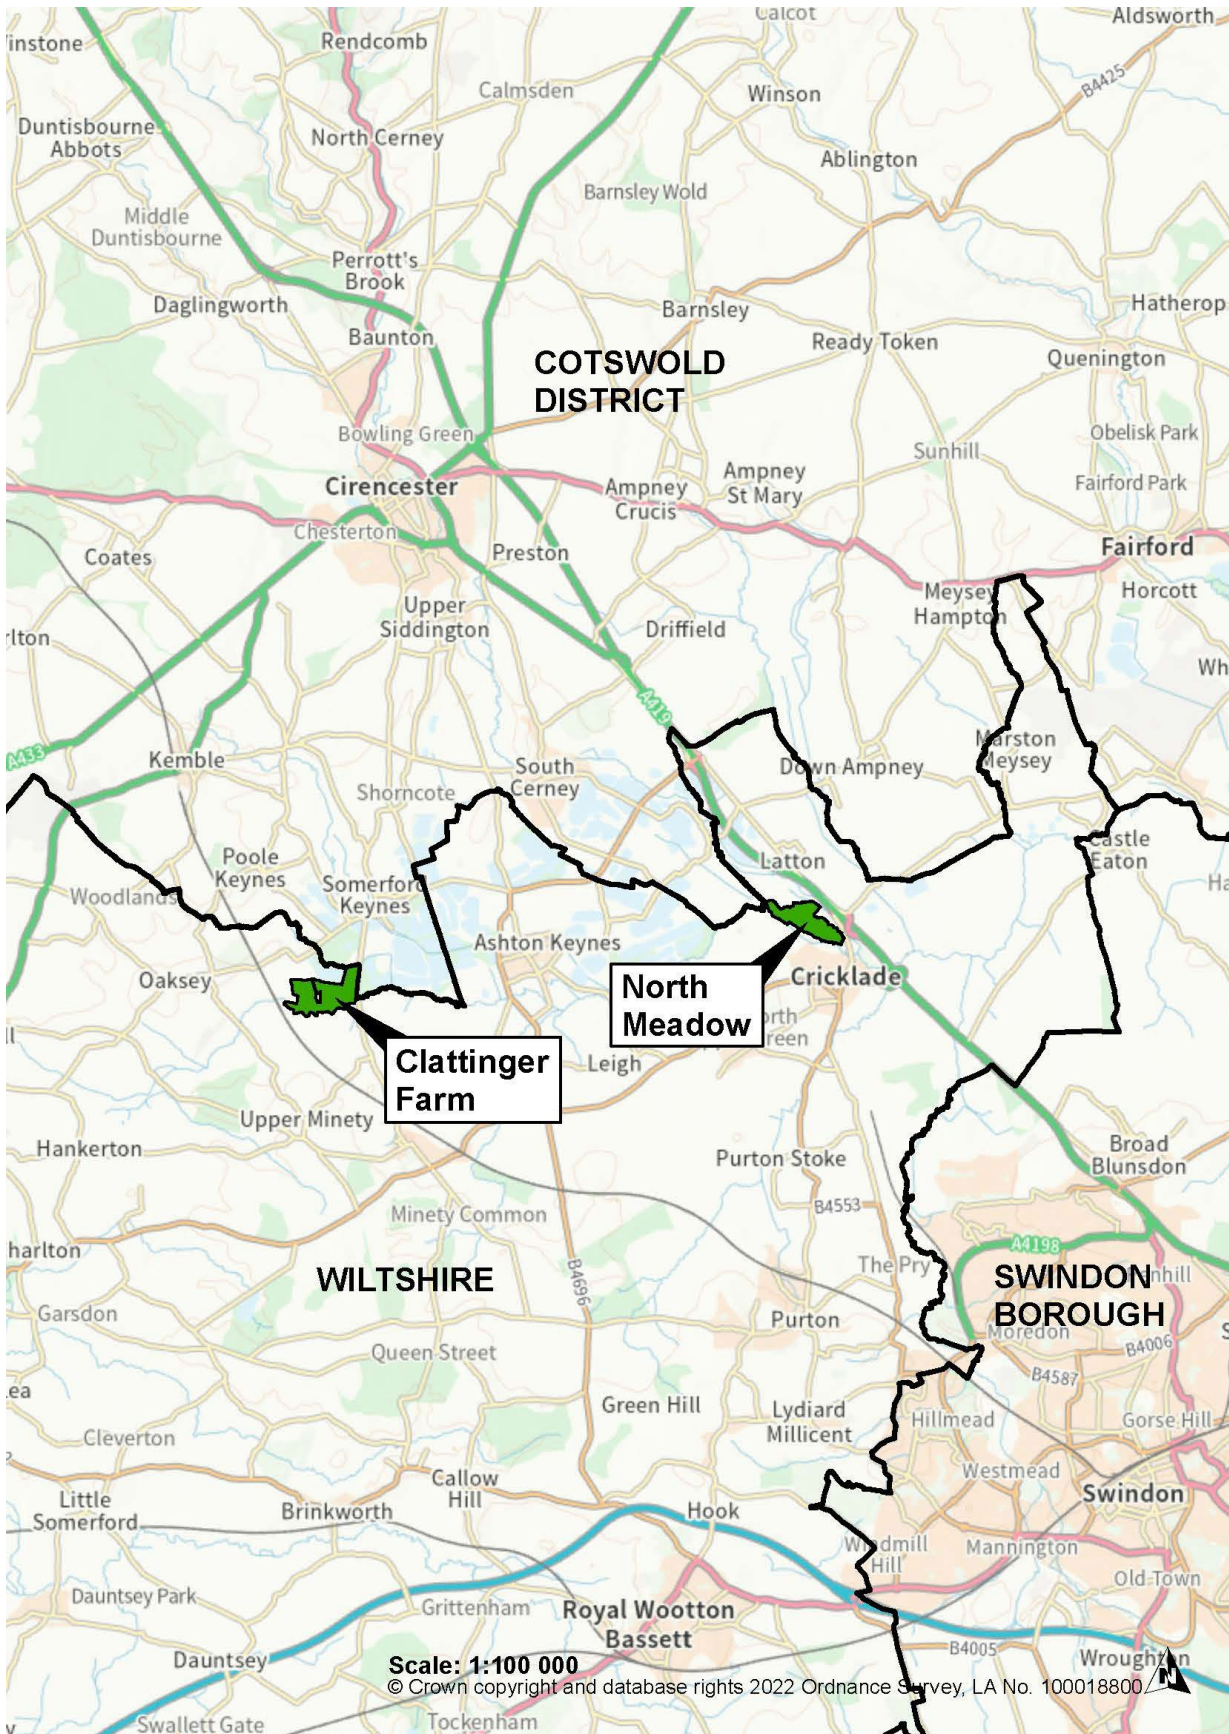 Calcot
Aldsworth
Rendcomb
Calmsden
Winson
B4425
Duntisbourne
Abbots
North Cerney
Ablington
Barnsley Wold
Middle
Duntisbourne
Perrott's
Brook
Daglingworth
Barnsley
Hatherop
Baunton
Ready Token
Quenington
COTSWOLD
DISTRICT
Bowling Green
Obelisk Park
Sunhill
Cirencester
Ampney
Crucis
Ampney
St Mary
Fairford Park
Chesterton
Coates
Preston
Fairford
Meysey
Hampton
Horcott
Upper
Siddington
Driffield
rlton
Wh
A419
A433
Kemble
South
Cerney
Down Ampney
Marston
Meysey
Shorncote
Poole
Keynes
Latton
Castle
Eaton
Woodlands
Somerford
Keynes
Ha
Ashton Keynes
Oaksey
Cricklade
North
Meadow
orth
reen
Clattinger
Farm
Leigh
Upper Minety
Hankerton
Purton Stoke
Broad
Blunsdon
B4553
Minety Common
harlton
A4198
The Pry
WILTSHIRE
B4696
SWINDON
BOROUGH
nhill
Garsdon
Purton
Moredon
B4006
Queen Street
B4587
ea
Green Hill
Lydiard
Millicent
Hillmead
Gorse Hill
Cleverton
Westmead
Callow
Hill
Swindon
Little
Somerford
Brinkworth
Hook
Windmill
Hill
Mannington
Old Town
Dauntsey Park
Grittenham
Royal Wootton
Bassett
B4005
Wroughton
Dauntsey
Scale: 1:100 000
© Crown copyright and database rights 2022 Ordnance Survey, LA No. 100018800
N
Swallett Gate
Tockenham